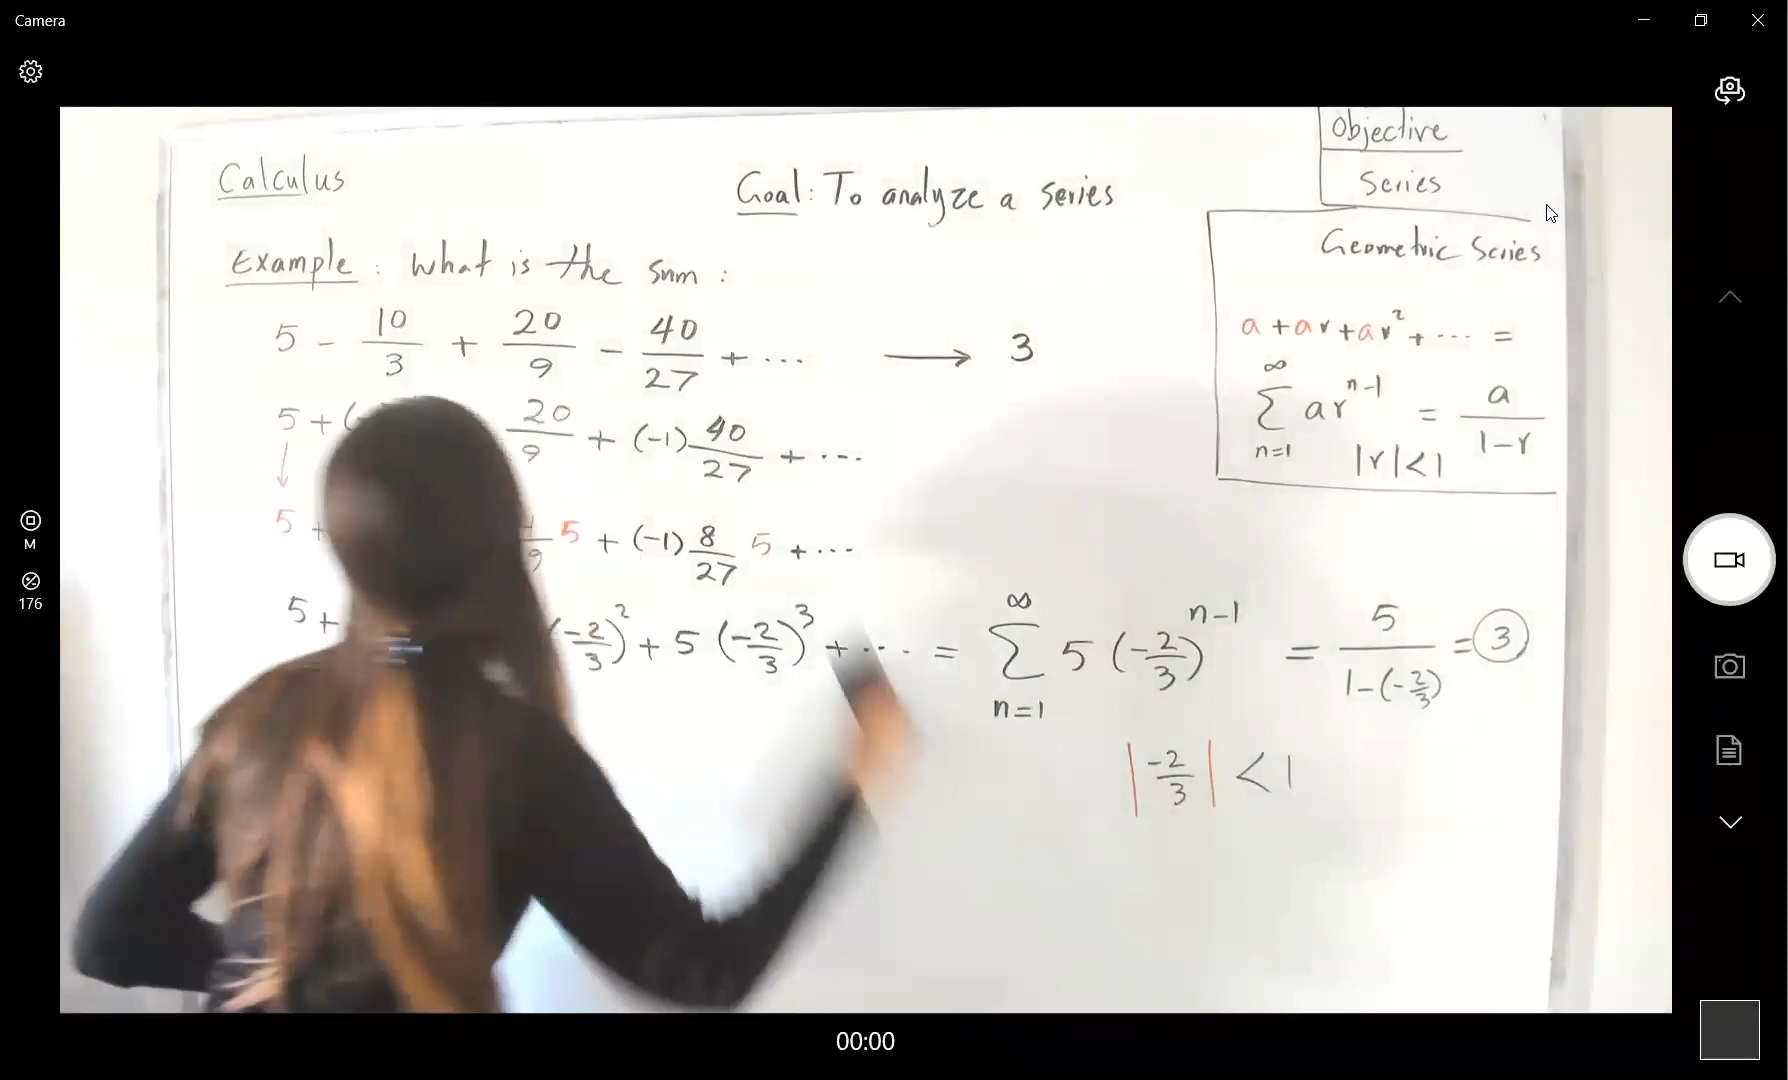 Camera
Objective
Series
Calculus
Goal: To analyze a series
Geometric Series
a + ar + ar² + ... =
∞
∑ ar^(n-1) = a/(1-r)
n=1
|r| < 1
Example: What is the sum:
5 - 10/3 + 20/9 - 40/27 + ... → 3
5 + ( 20/9 + (-1) 40/27 + ...
↓
5 + /9 5 + (-1) 8/27 5 + ...
5 + (-2/3)² + 5 (-2/3)³ + ... = ∑ (n=1 to ∞) 5 (-2/3)^(n-1) = 5/(1-(-2/3)) = 3
|-2/3| < 1
M
176
00:00